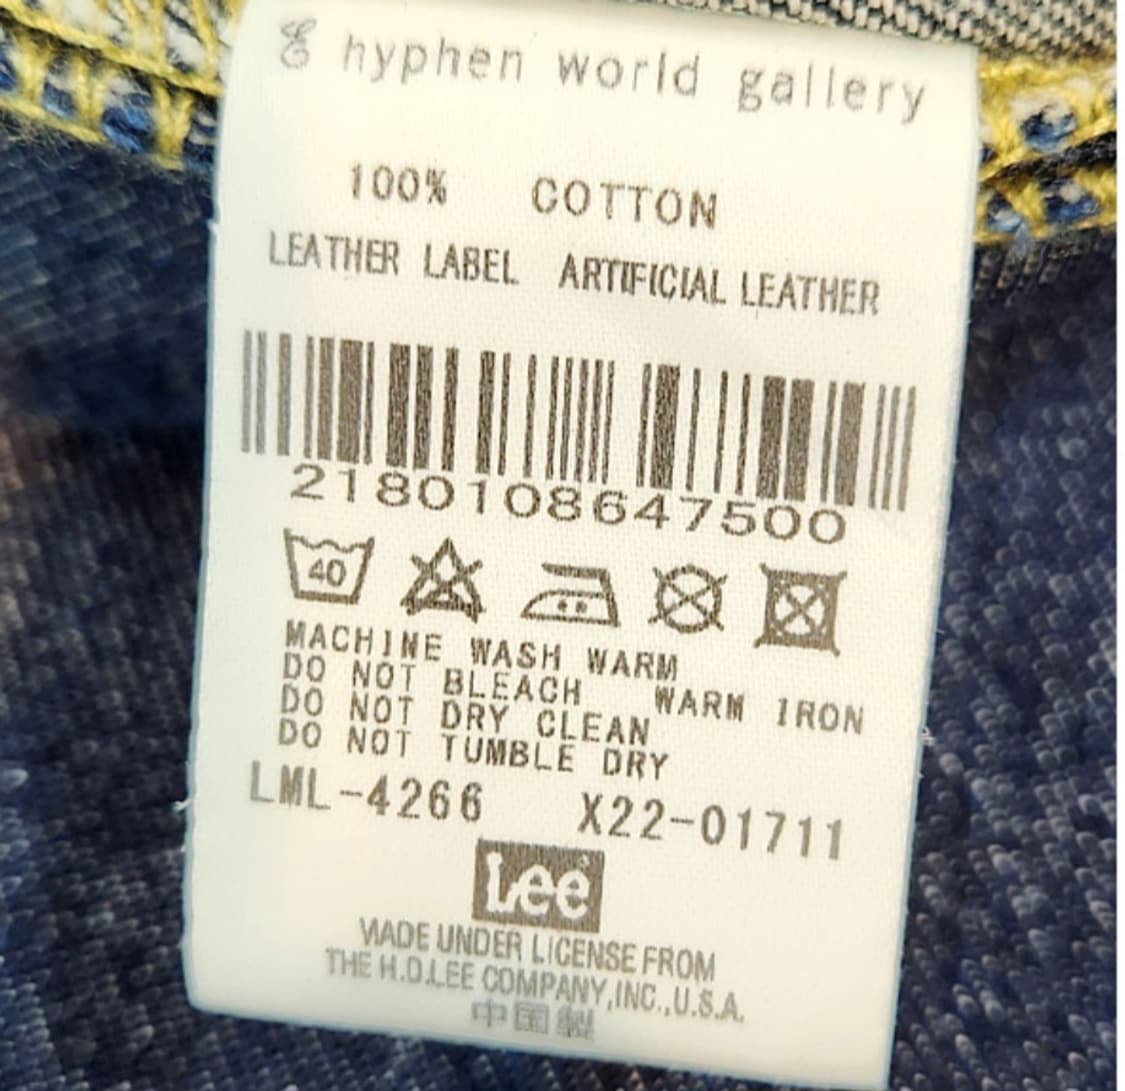 E hyphen world gallery
100% COTTON
LEATHER LABEL ARTIFICIAL LEATHER
2180108647500
40
MACHINE WASH WARM
DO NOT BLEACH WARM IRON
DO NOT DRY CLEAN
DO NOT TUMBLE DRY
LML-4266 X22-01711
Lee
MADE UNDER LICENSE FROM
THE H.D.LEE COMPANY,INC.,U.S.A.
中国製